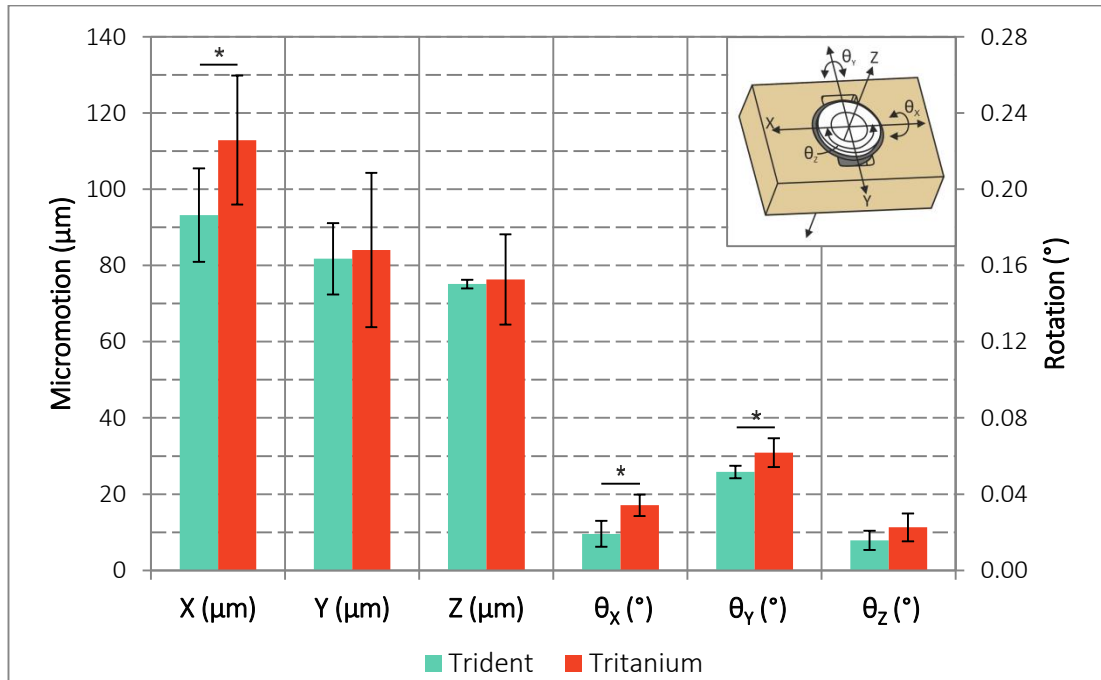 140
120
100
80
60
40
20
0
Micromotion (µm)
0.28
0.24
0.20
0.16
0.12
0.08
0.04
0.00
Rotation (°)
*
*
*
θY
Z
θX
X
θZ
Y
X (µm) Y (µm) Z (µm) θX (°) θY (°) θZ (°)
Trident Tritanium